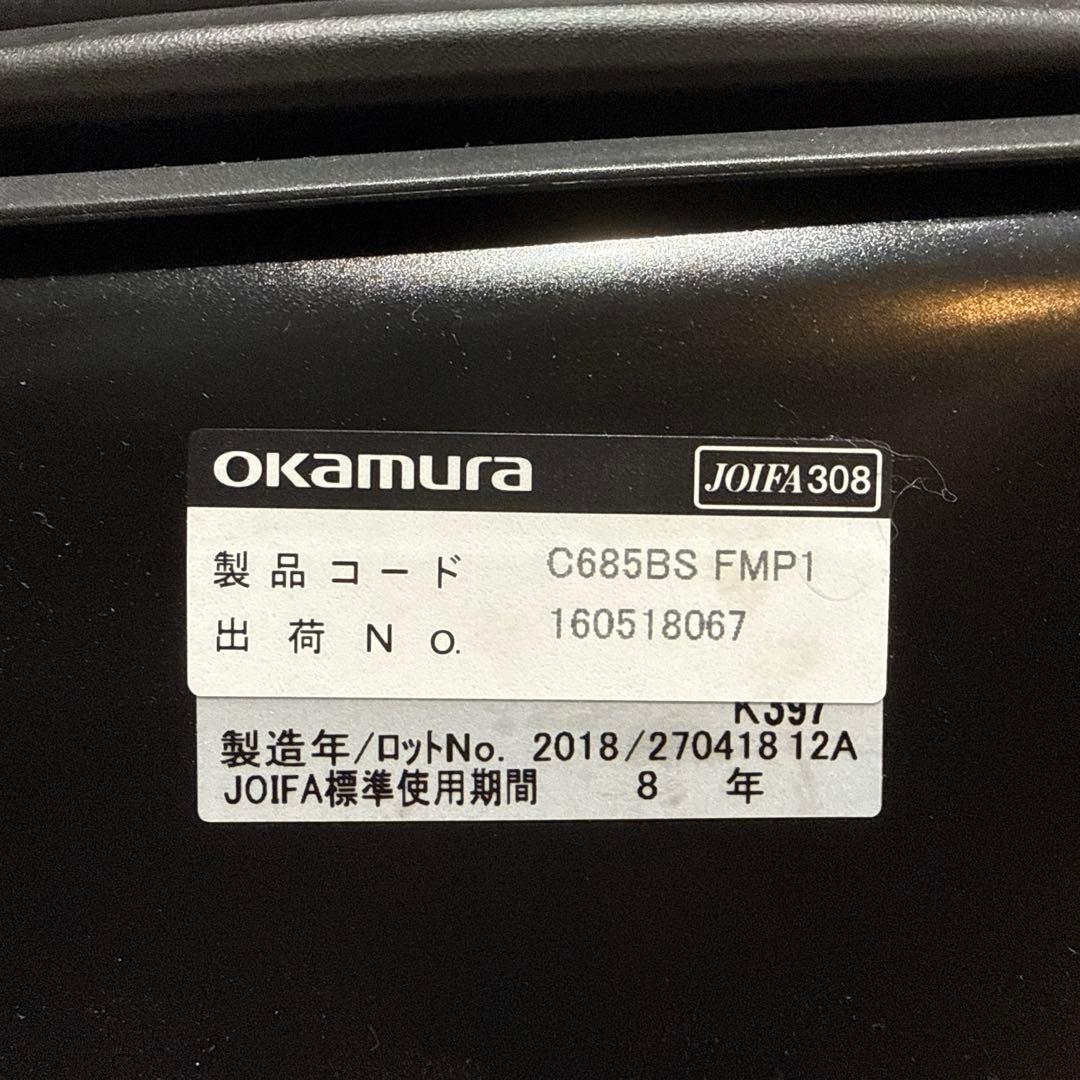 okamura
JOIFA308
製品コード C685BS FMP1
出荷No. 160518067
K397
製造年/ロットNo. 2018/270418 12A
JOIFA標準使用期間 8 年